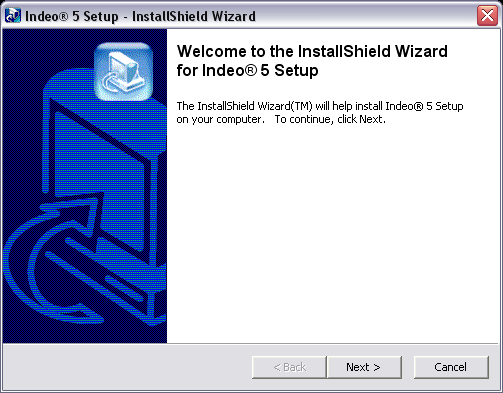 Indeo® 5 Setup - InstallShield Wizard
Welcome to the InstallShield Wizard
for Indeo® 5 Setup
The InstallShield Wizard(TM) will help install Indeo® 5 Setup
on your computer.   To continue, click Next.
< Back
Next >
Cancel